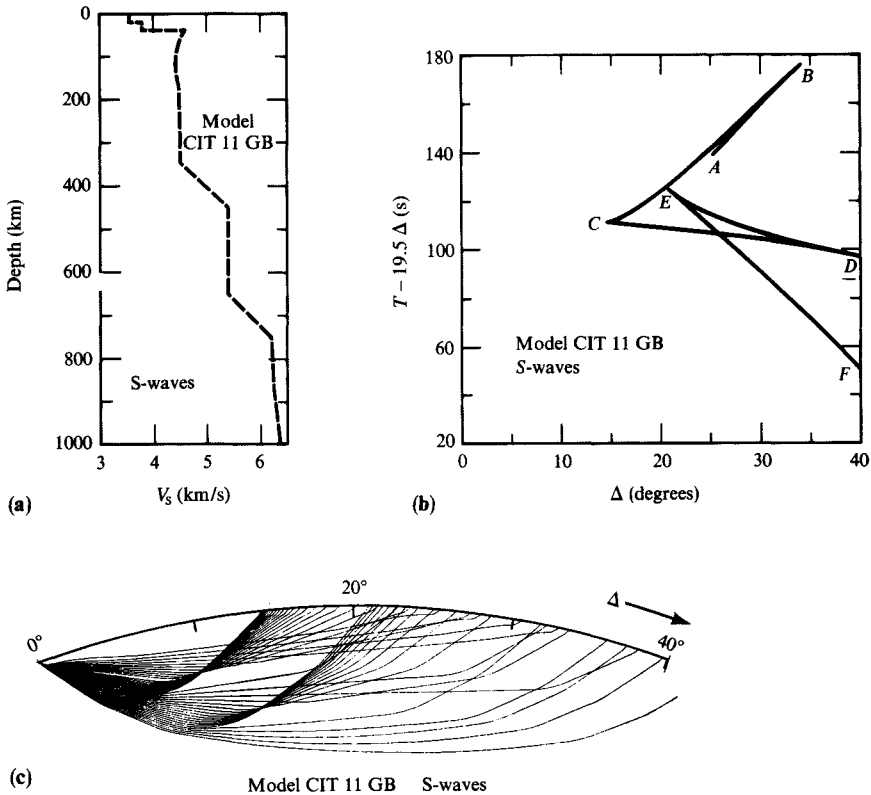 0
200
400
600
800
1000
Depth (km)
Model
CIT 11 GB
S-waves
3 4 5 6
V_S (km/s)
(a)
180
140
100
60
20
T – 19.5 Δ (s)
A
B
C
D
E
F
Model CIT 11 GB
S-waves
0 10 20 30 40
Δ (degrees)
(b)
0°
20°
Δ
40°
(c)
Model CIT 11 GB S-waves